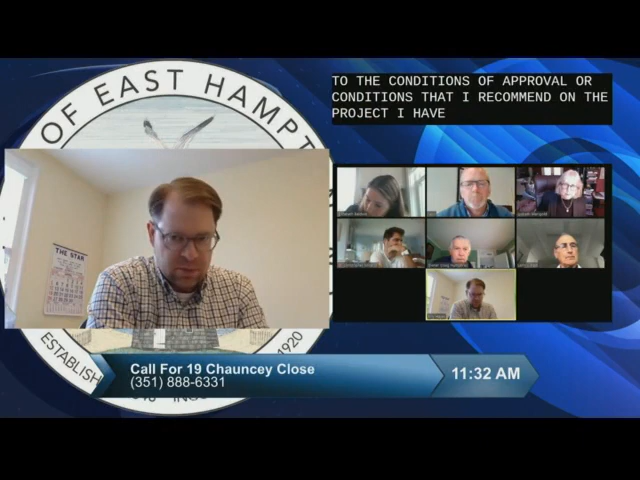 TO THE CONDITIONS OF APPROVAL OR
CONDITIONS THAT I RECOMMEND ON THE
PROJECT I HAVE
OF EAST HAMPT
THE STAR
ESTABLISH
1920
Call For 19 Chauncey Close
(351) 888-6331
11:32 AM